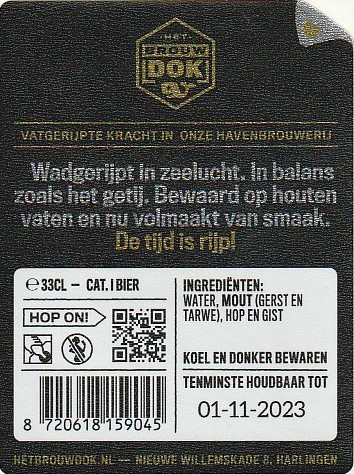 HET
BROUW
DOK
VATGERIJPTE KRACHT IN ONZE HAVENBROUWERIJ
Wadgerijpt in zeelucht. In balans
zoals het getij. Bewaard op houten
vaten en nu volmaakt van smaak.
De tijd is rijp!
℮33CL – CAT. I BIER
HOP ON!
INGREDIËNTEN:
WATER, MOUT (GERST EN
TARWE), HOP EN GIST
KOEL EN DONKER BEWAREN
TENMINSTE HOUDBAAR TOT
01-11-2023
8 720618 159045
HETBROUWDOK.NL – NIEUWE WILLEMSKADE 8, HARLINGEN